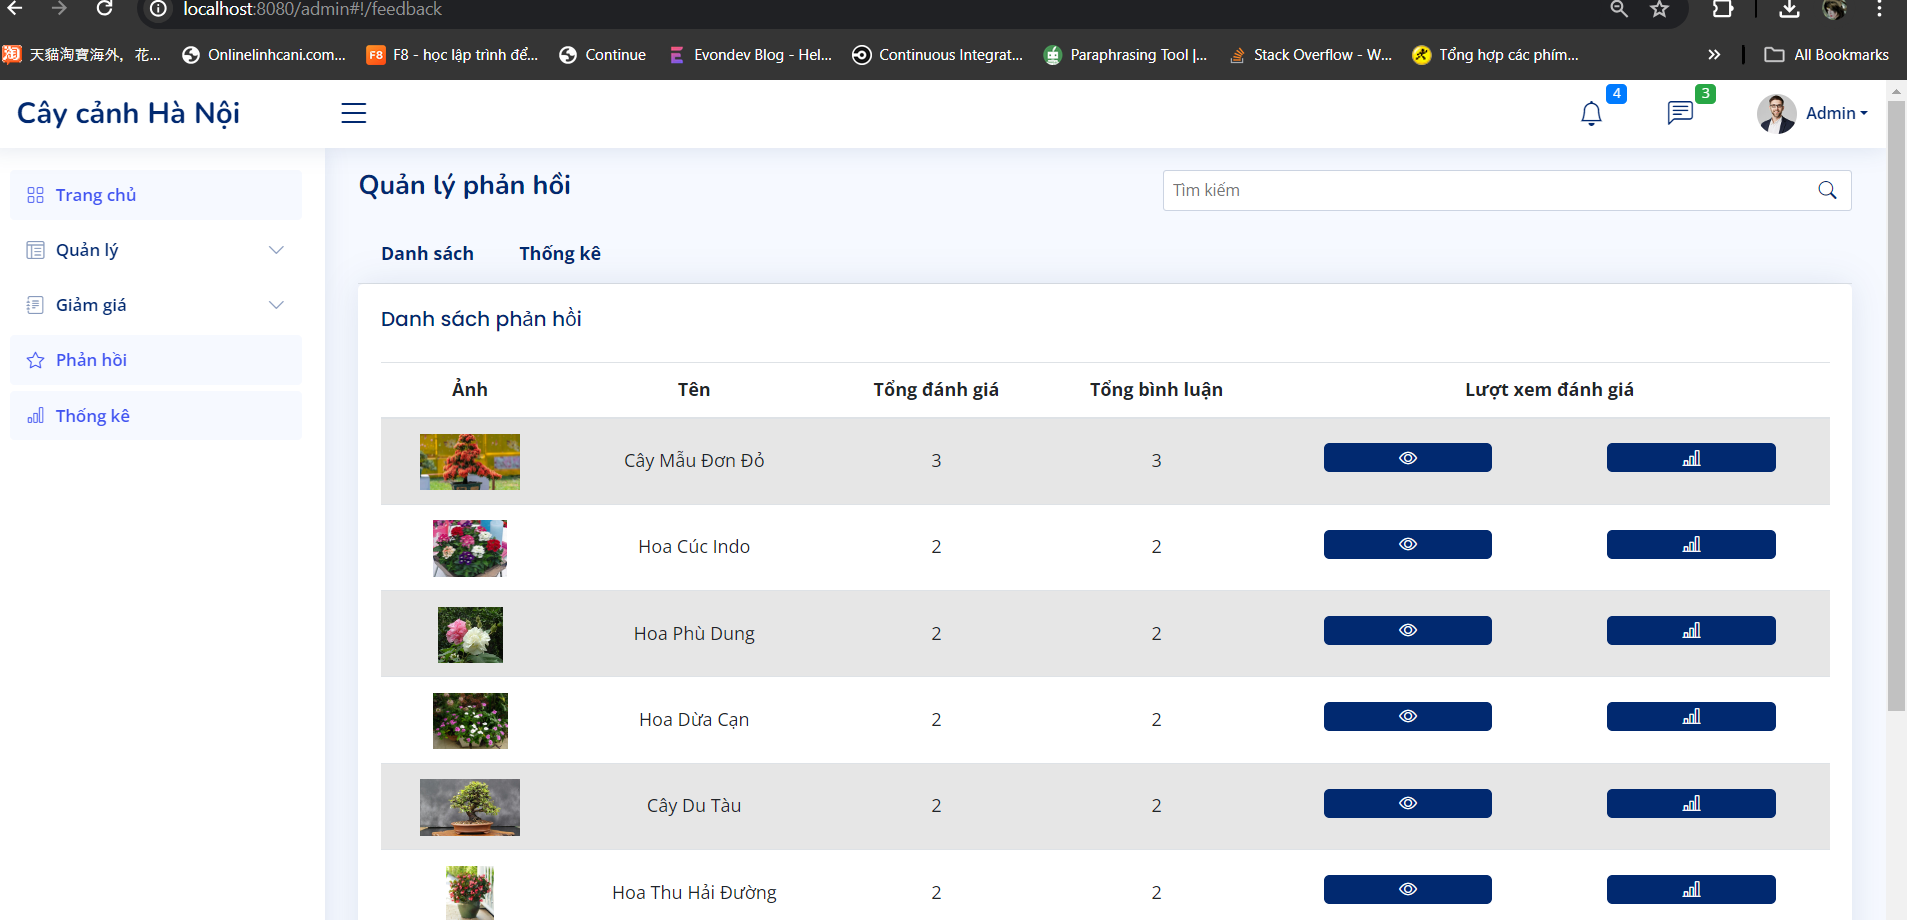 localhost:8080/admin#!/feedback
天貓淘寶海外，花... Onlinelinhcani.com... F8 - học lập trình để... Continue Evondev Blog - Hel... Continuous Integrat... Paraphrasing Tool |... Stack Overflow - W... Tổng hợp các phím... » All Bookmarks
Cây cảnh Hà Nội 4 3 Admin
Trang chủ
Quản lý
Giảm giá
Phản hồi
Thống kê
Quản lý phản hồi Tìm kiếm
Danh sách Thống kê
Danh sách phản hồi
Ảnh Tên Tổng đánh giá Tổng bình luận Lượt xem đánh giá
Cây Mẫu Đơn Đỏ 3 3
Hoa Cúc Indo 2 2
Hoa Phù Dung 2 2
Hoa Dừa Cạn 2 2
Cây Du Tàu 2 2
Hoa Thu Hải Đường 2 2